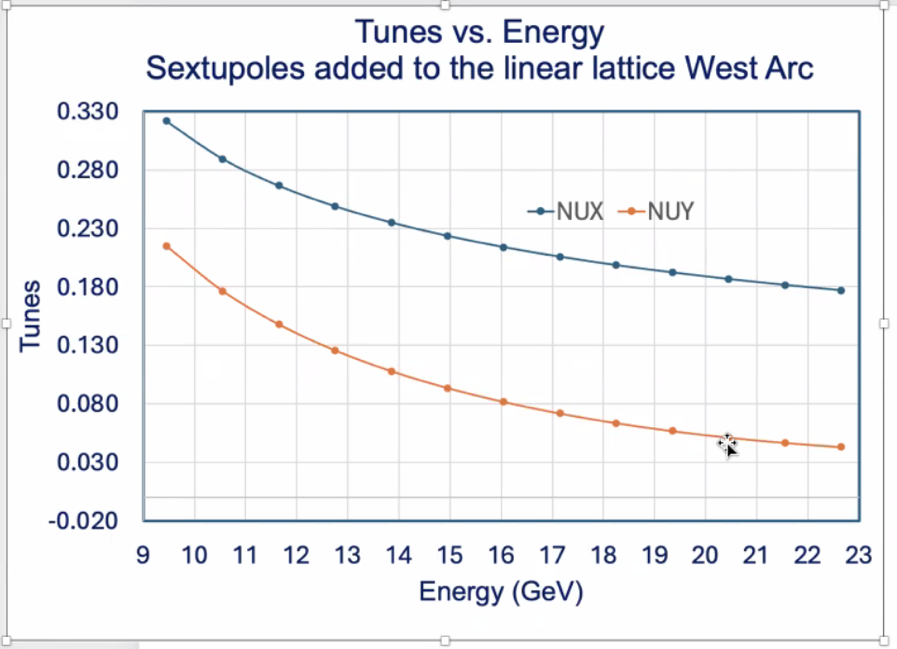 Tunes vs. Energy
Sextupoles added to the linear lattice West Arc
0.330
0.280
0.230
0.180
0.130
0.080
0.030
-0.020
Tunes
NUX NUY
9 10 11 12 13 14 15 16 17 18 19 20 21 22 23
Energy (GeV)